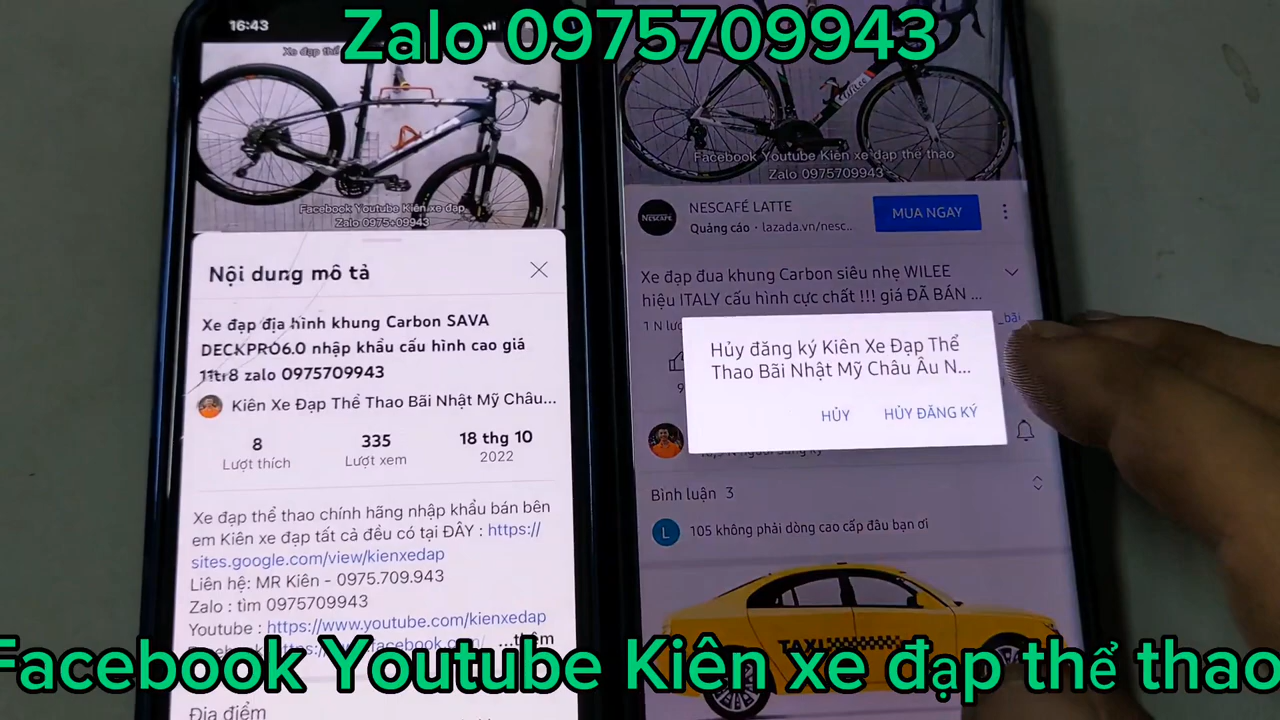 Zalo 0975709943
16:43
Xe đạp thể
Facebook Youtube Kiên xe đạp
Zalo 0975709943
Nội dung mô tả
Xe đạp địa hình khung Carbon SAVA
DECKPRO6.0 nhập khẩu cấu hình cao giá
11tr8 zalo 0975709943
Kiên Xe Đạp Thể Thao Bãi Nhật Mỹ Châu...
8
Lượt thích
335
Lượt xem
18 thg 10
2022
Xe đạp thể thao chính hãng nhập khẩu bán bên
em Kiên xe đạp tất cả đều có tại ĐÂY : https://
sites.google.com/view/kienxedap
Liên hệ: MR Kiên - 0975.709.943
Zalo : tìm 0975709943
Youtube : https://www.youtube.com/kienxedap
...thêm
Địa điểm
Wilier
Facebook Youtube Kiên xe đạp thể thao
Zalo 0975709943
NESCAFÉ
NESCAFÉ LATTE
Quảng cáo · lazada.vn/nesc...
MUA NGAY
Xe đạp đua khung Carbon siêu nhẹ WILEE
hiệu ITALY cấu hình cực chất !!! giá ĐÃ BÁN ...
1 N lượ
_bãi
Hủy đăng ký Kiên Xe Đạp Thể
Thao Bãi Nhật Mỹ Châu Âu N...
HỦY
HỦY ĐĂNG KÝ
Bình luận 3
L
105 không phải dòng cao cấp đâu bạn ơi
TAXI
Facebook Youtube Kiên xe đạp thể thao